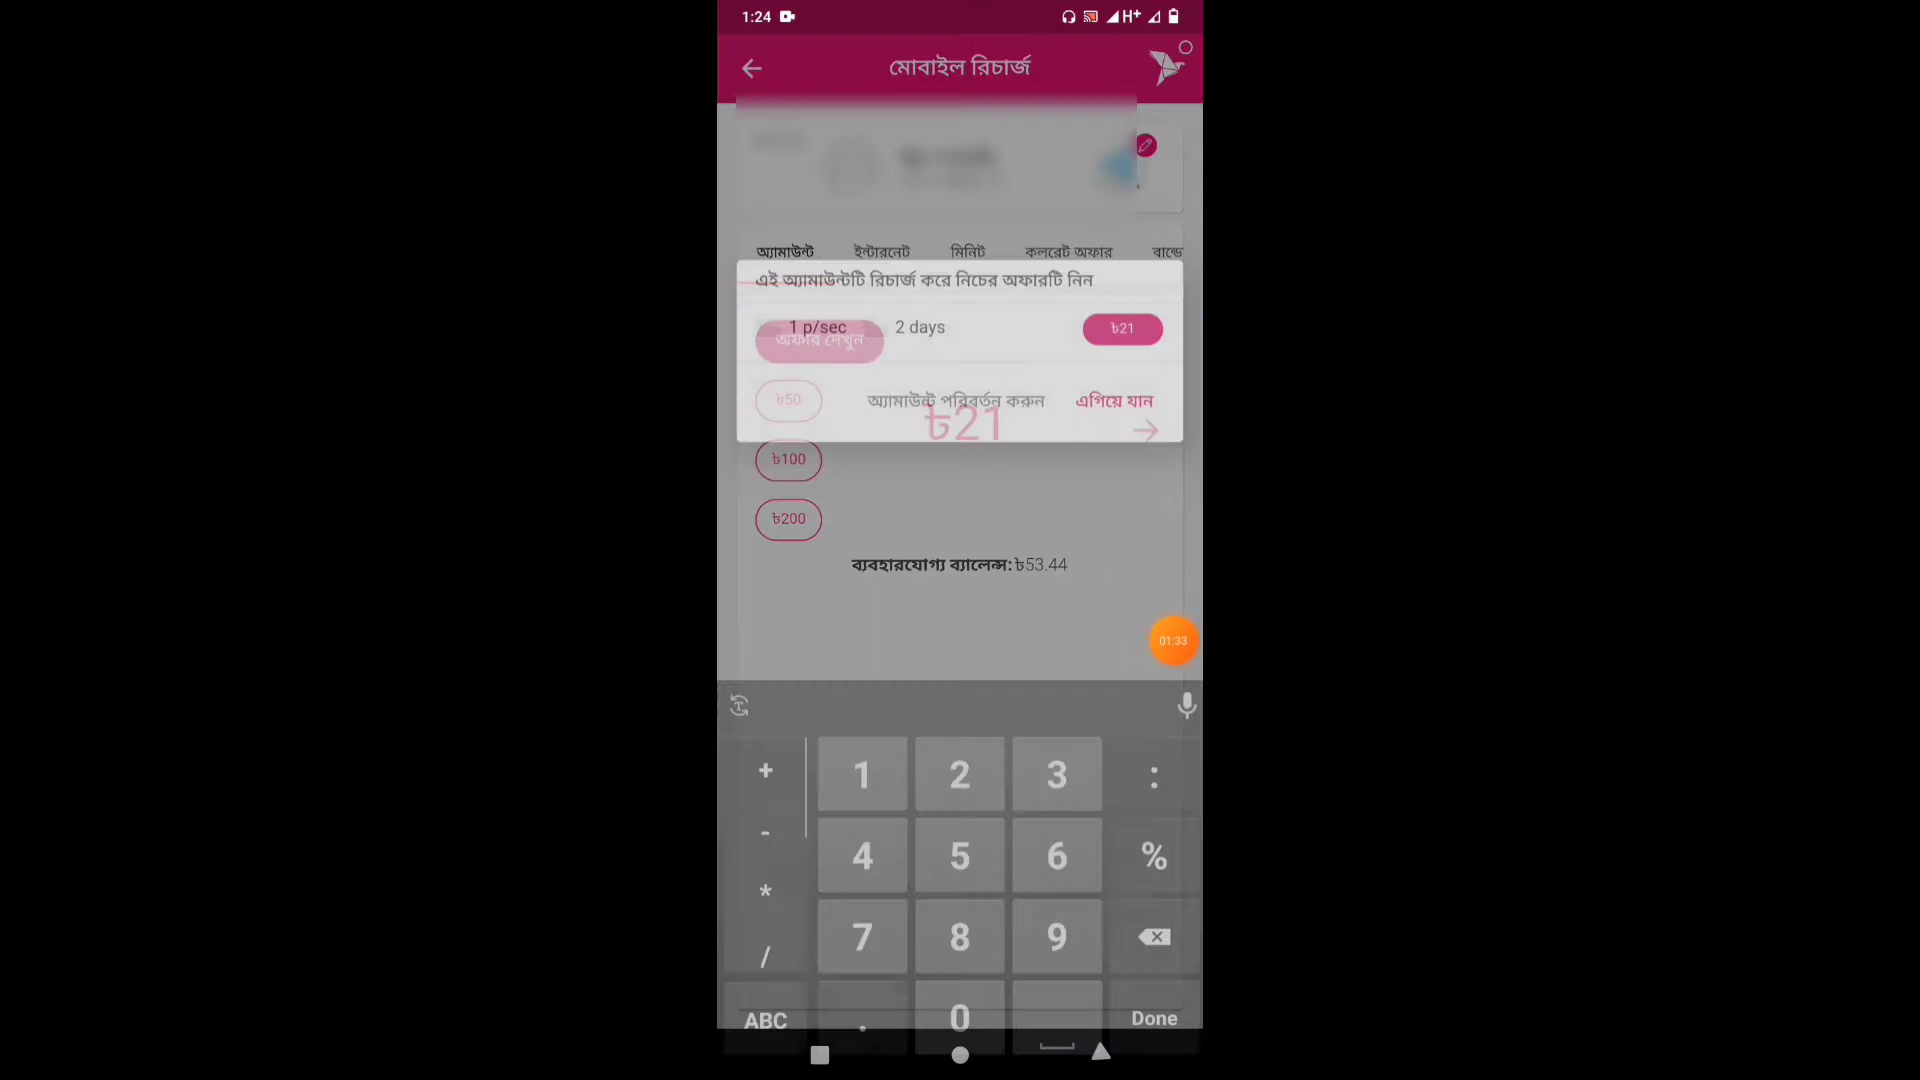 1:24 H+
মোবাইল রিচার্জ
অ্যামাউন্ট ইন্টারনেট মিনিট কলরেট অফার বান্ডে
এই অ্যামাউন্টটি রিচার্জ করে নিচের অফারটি নিন
1 p/sec 2 days ৳21
অফার দেখুন
৳50 অ্যামাউন্ট পরিবর্তন করুন এগিয়ে যান
৳21
৳100
৳200
ব্যবহারযোগ্য ব্যালেন্স: ৳53.44
01:33
+ 1 2 3 :
- 4 5 6 %
*
7 8 9
/
ABC . 0 Done